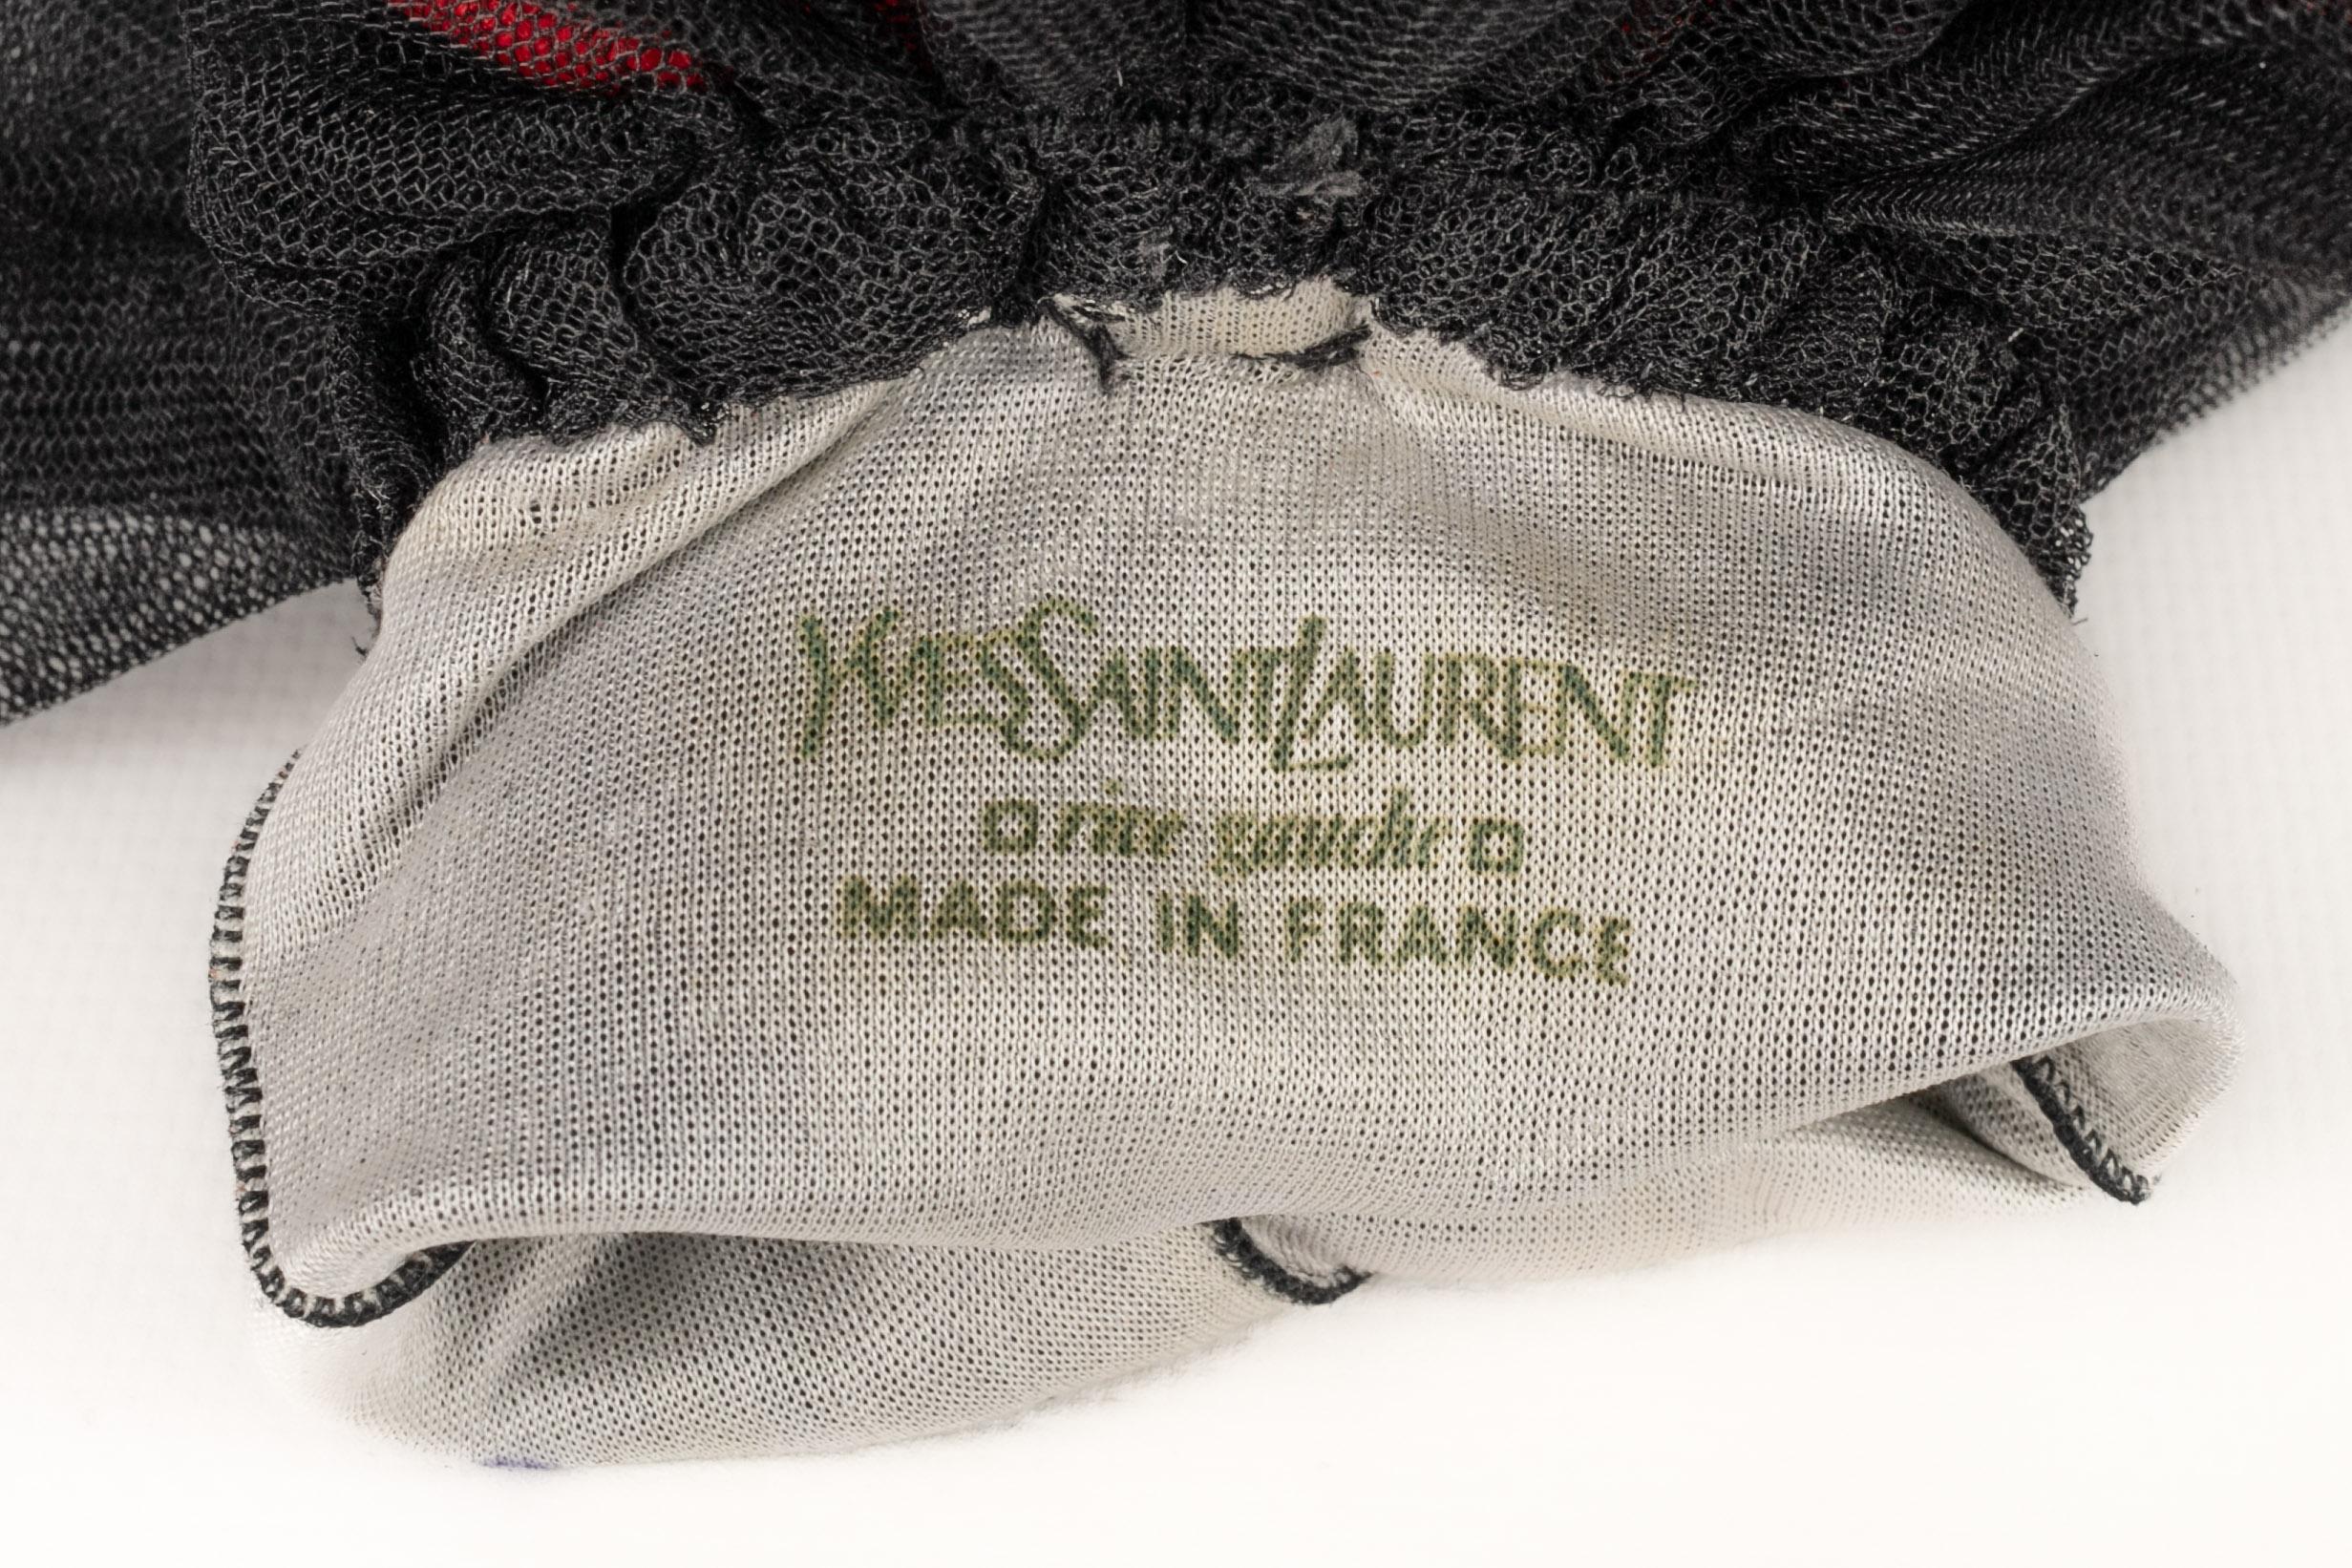 YVES SAINT LAURENT
rive gauche
MADE IN FRANCE